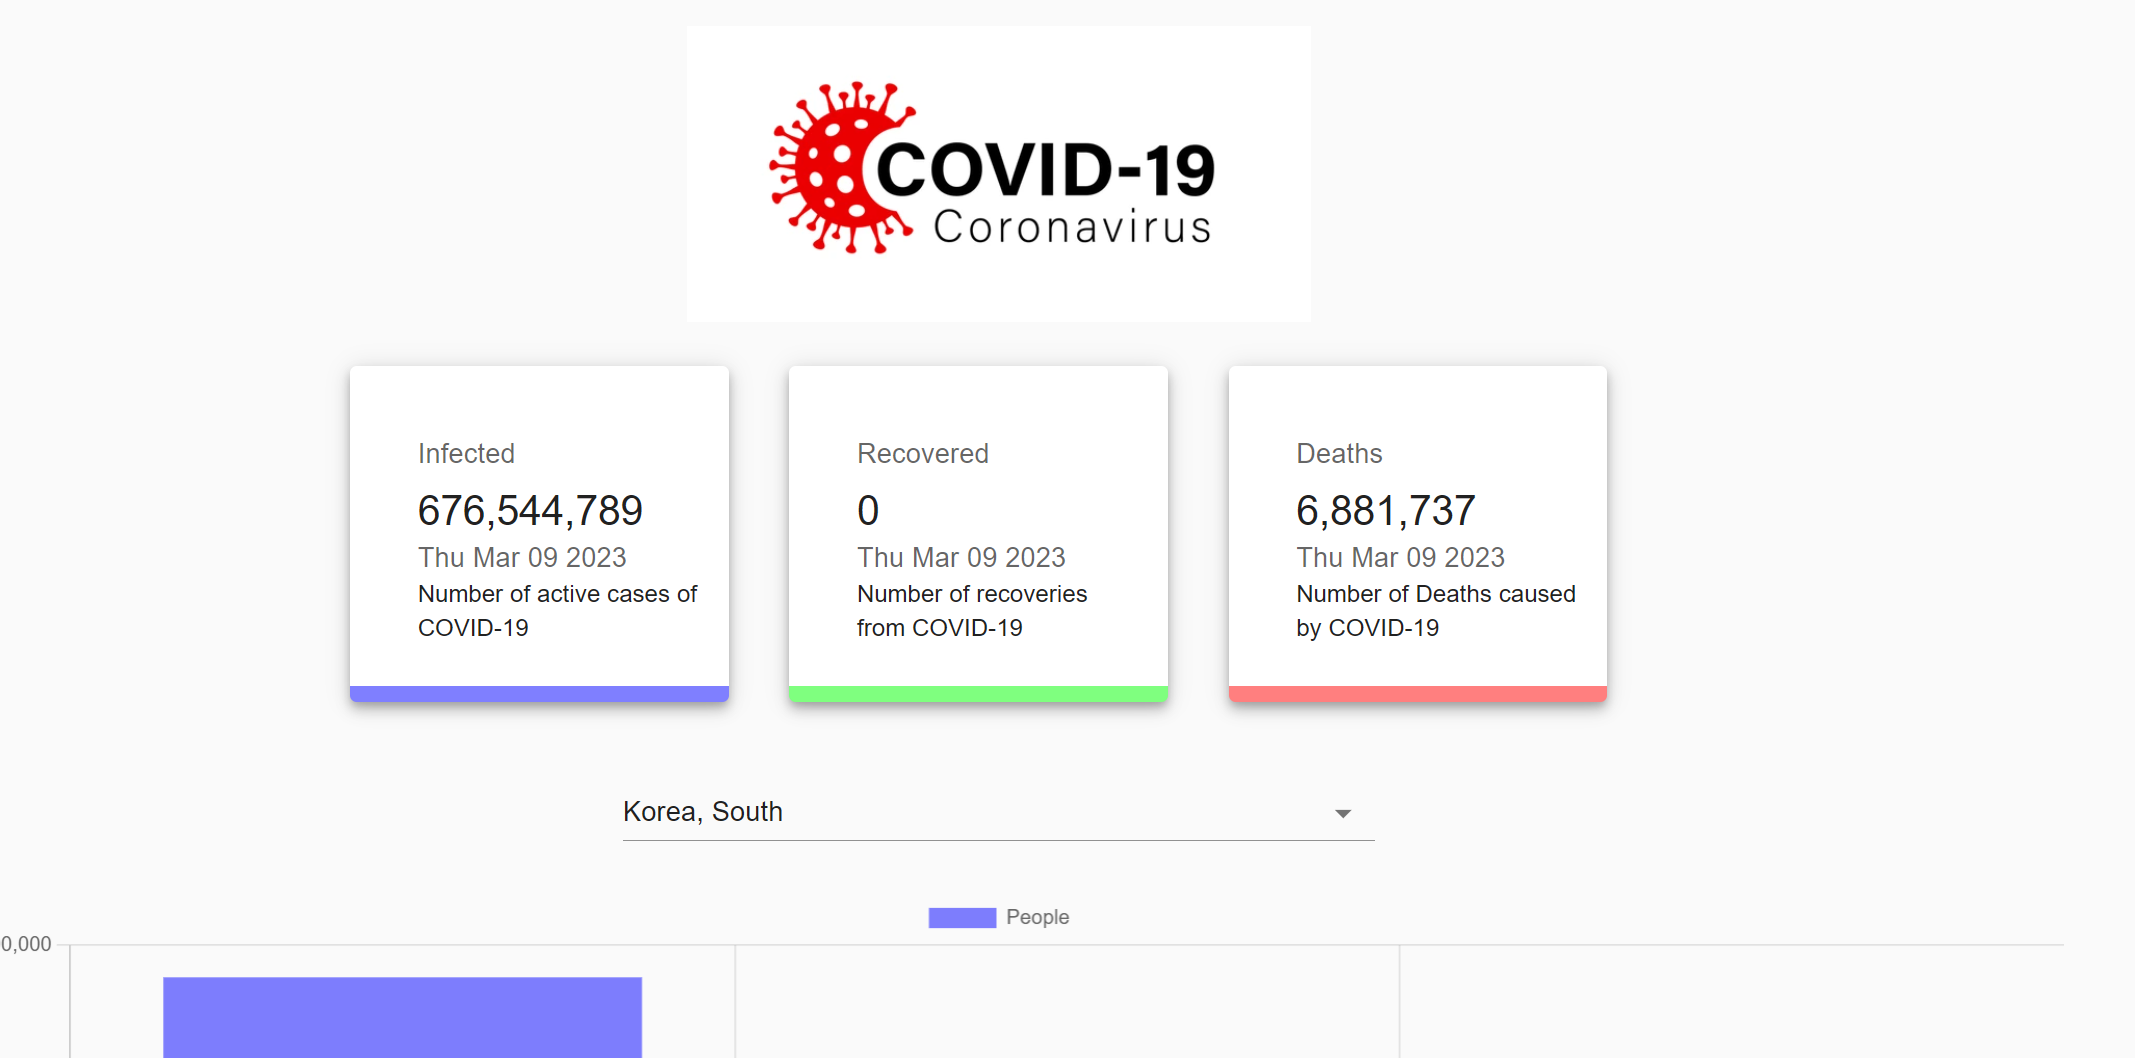 COVID-19
Coronavirus
Infected
676,544,789
Thu Mar 09 2023
Number of active cases of
COVID-19
Recovered
0
Thu Mar 09 2023
Number of recoveries
from COVID-19
Deaths
6,881,737
Thu Mar 09 2023
Number of Deaths caused
by COVID-19
Korea, South
People
0,000